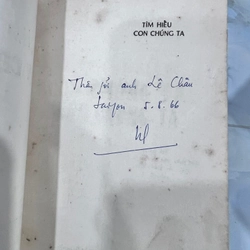 TÌM HIỂU
CON CHÚNG TA
Thân gửi anh Lê Châu
Saigon 5.8.66